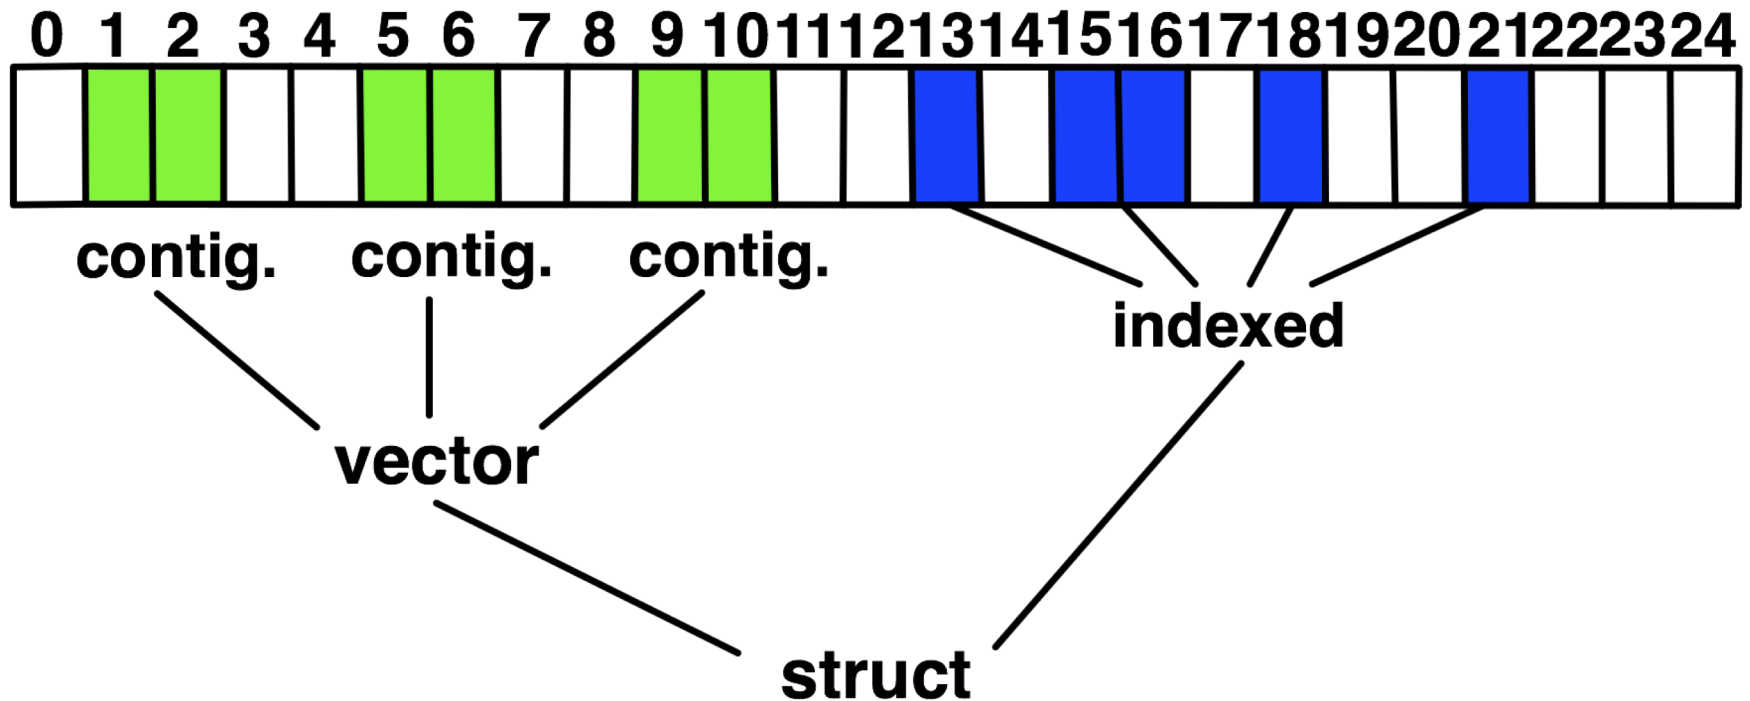 0 1 2 3 4 5 6 7 8 9 10 11 12 13 14 15 16 17 18 19 20 21 22 23 24
contig. contig. contig.
indexed
vector
struct